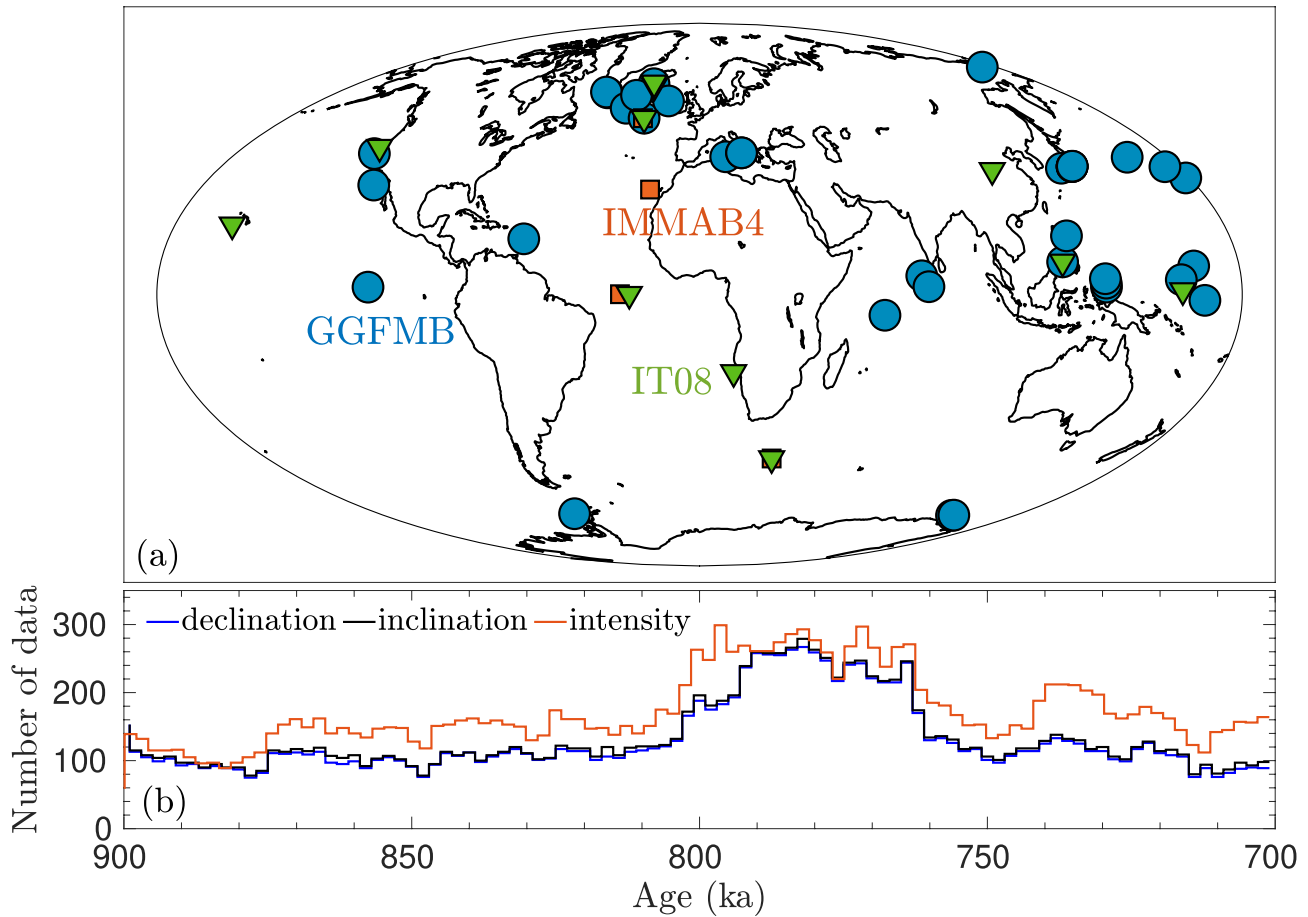 IMMAB4
GGFMB
IT08
(a)
Number of data
300
200
100
0
declination inclination intensity
(b)
900 850 800 750 700
Age (ka)